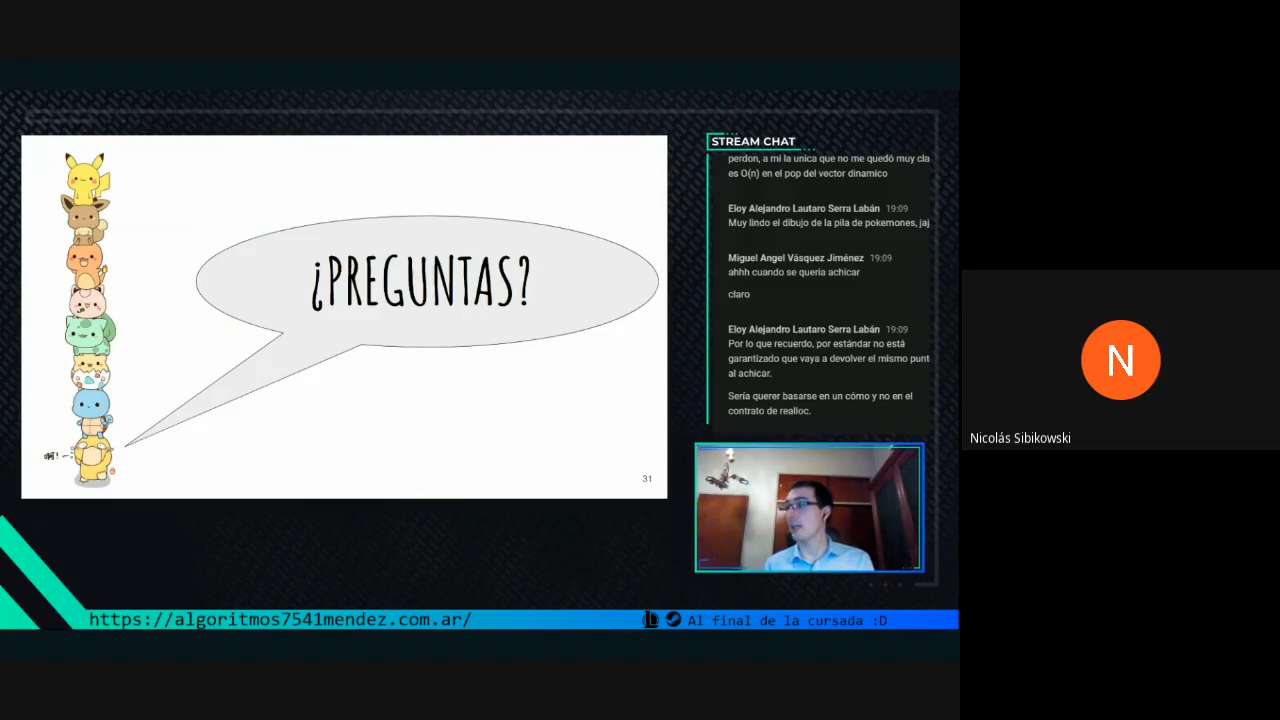 ¿PREGUNTAS?
啊!
31
STREAM CHAT
perdon, a mi la unica que no me quedó muy cla
es O(n) en el pop del vector dinamico
Eloy Alejandro Lautaro Serra Labán 19:09
Muy lindo el dibujo de la pila de pokemones, jaj
Miguel Angel Vásquez Jiménez 19:09
ahhh cuando se queria achicar
claro
Eloy Alejandro Lautaro Serra Labán 19:09
Por lo que recuerdo, por estándar no está
garantizado que vaya a devolver el mismo punt
al achicar.
Sería querer basarse en un cómo y no en el
contrato de realloc.
N
Nicolás Sibikowski
https://algoritmos7541mendez.com.ar/
Al final de la cursada :D